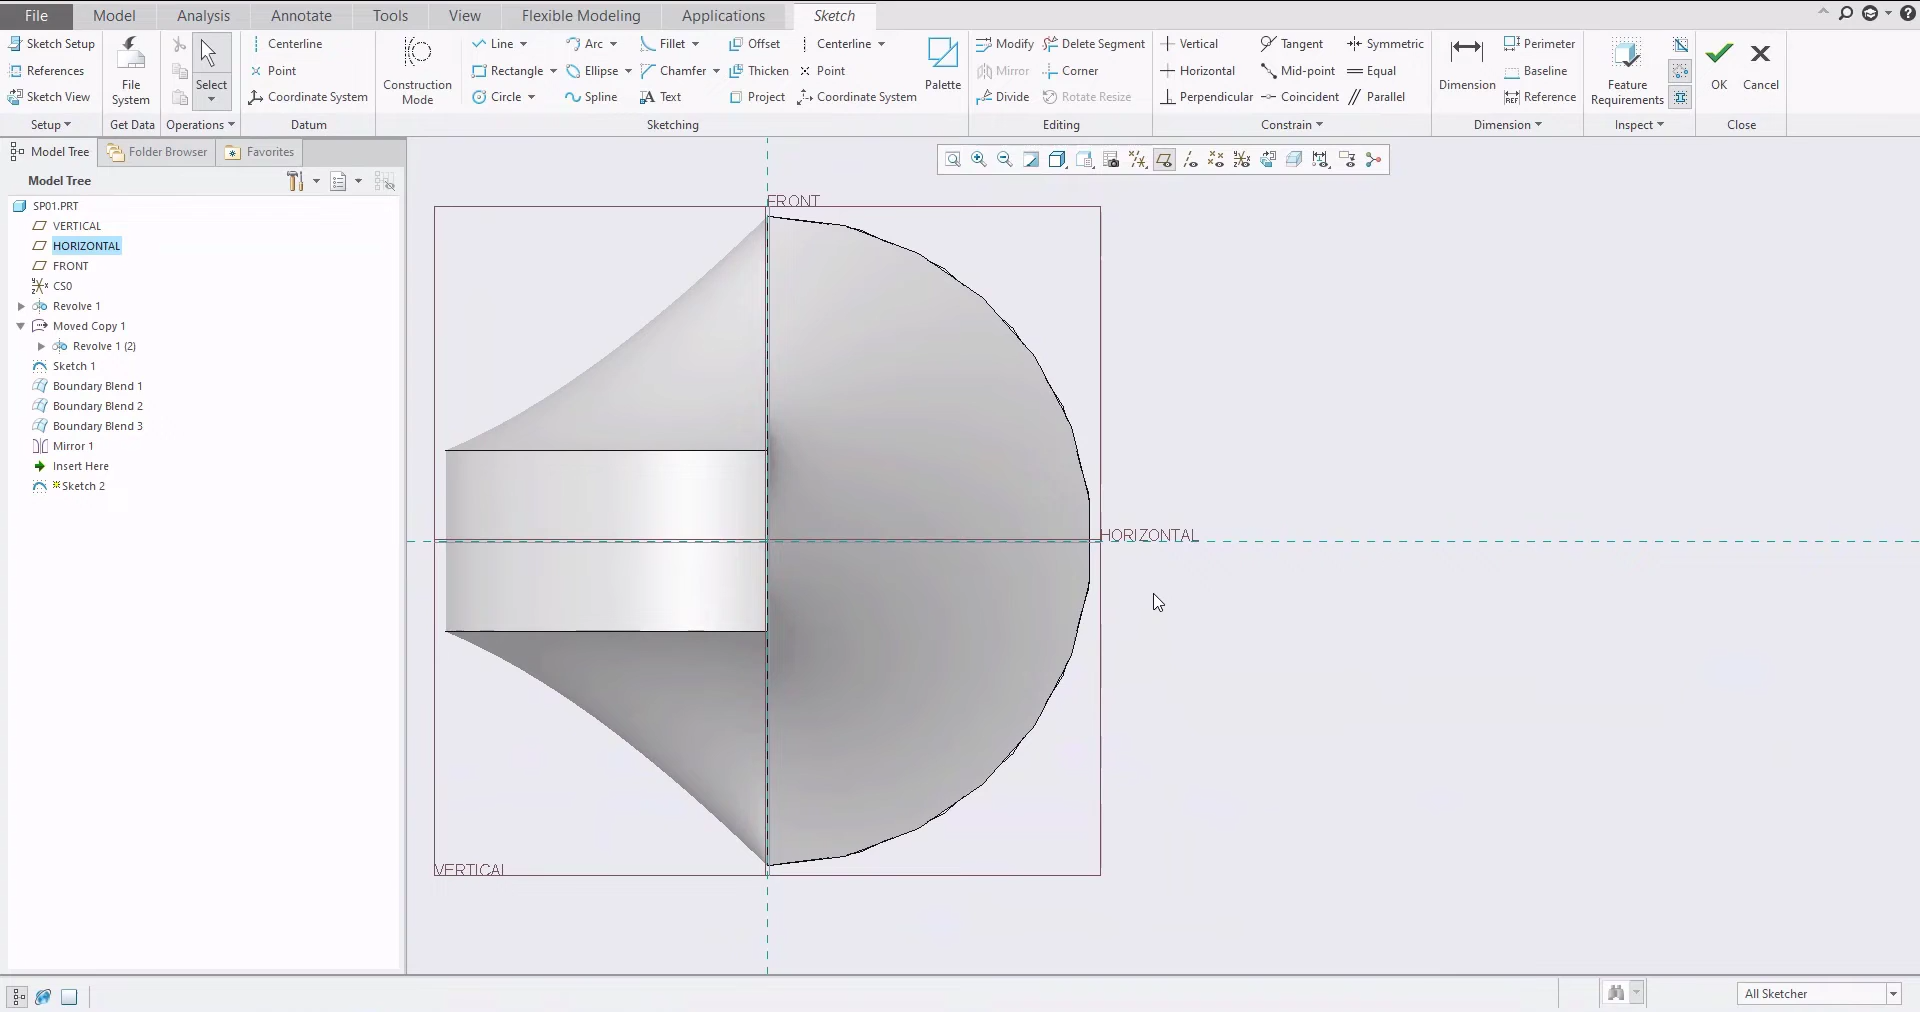 File Model Analysis Annotate Tools View Flexible Modeling Applications Sketch
Sketch Setup
References
Sketch View
Setup
File System
Get Data
Select
Operations
Centerline
Point
Coordinate System
Datum
Construction Mode
Line Arc Fillet Offset Centerline
Rectangle Ellipse Chamfer Thicken Point
Circle Spline Text Project Coordinate System
Palette
Sketching
Modify Delete Segment
Mirror Corner
Divide Rotate Resize
Editing
Vertical Tangent Symmetric
Horizontal Mid-point Equal
Perpendicular Coincident Parallel
Constrain
Dimension
Perimeter
Baseline
REF Reference
Dimension
Feature Requirements
Inspect
OK Cancel
Close
Model Tree Folder Browser Favorites
Model Tree
SP01.PRT
VERTICAL
HORIZONTAL
FRONT
CS0
Revolve 1
Moved Copy 1
Revolve 1 (2)
Sketch 1
Boundary Blend 1
Boundary Blend 2
Boundary Blend 3
Mirror 1
Insert Here
Sketch 2
FRONT
HORIZONTAL
VERTICAL
All Sketcher